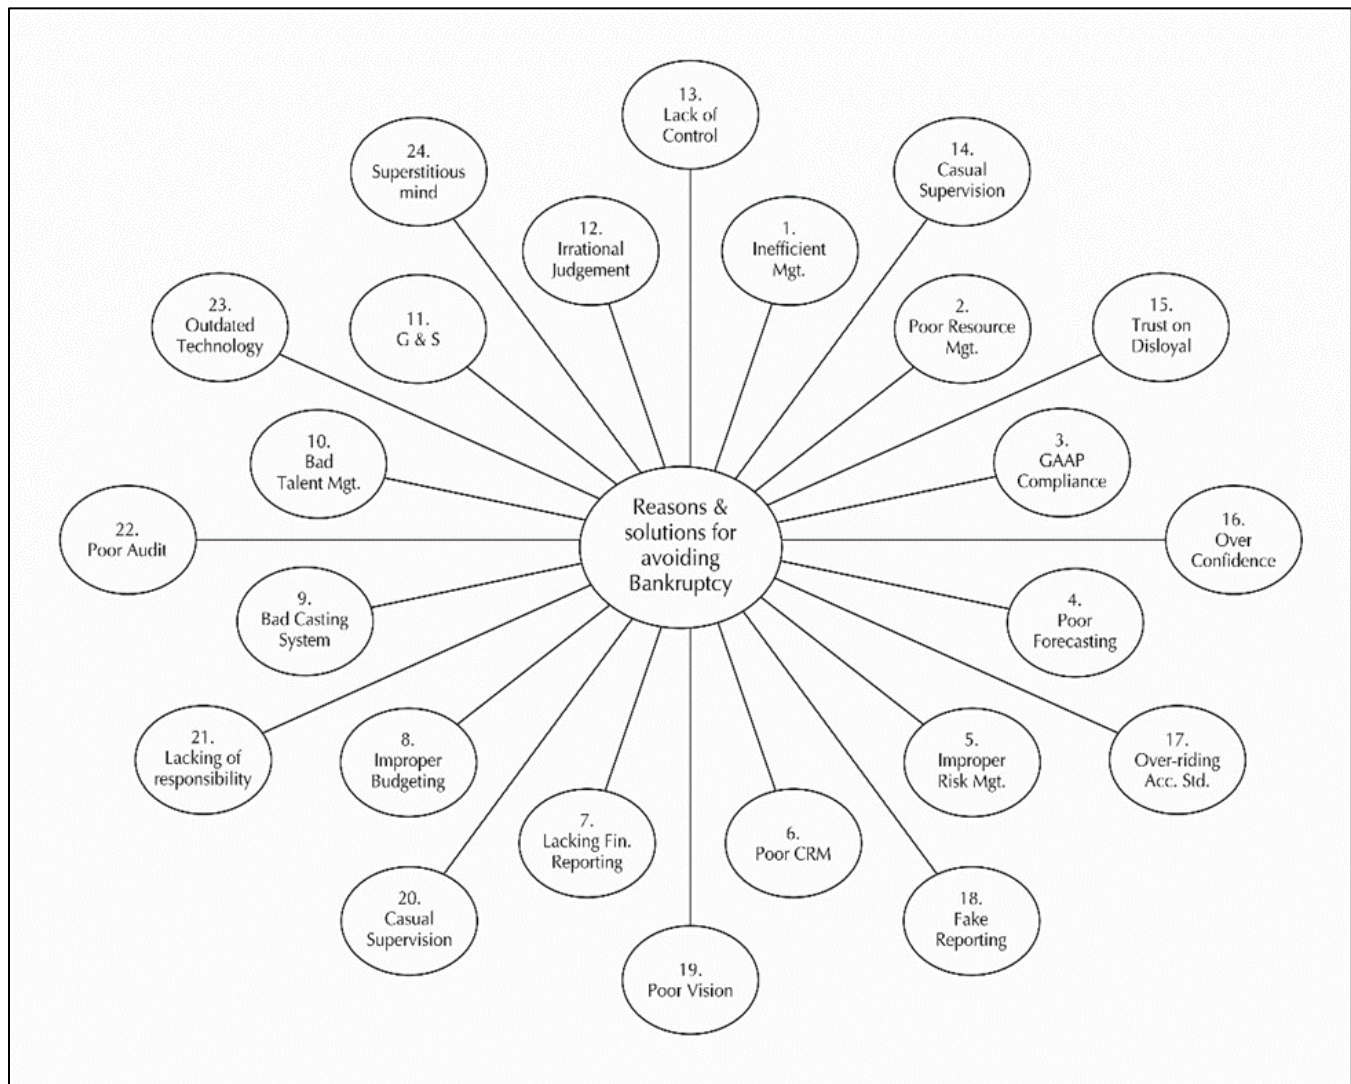 Reasons &
solutions for
avoiding
Bankruptcy
1.
Inefficient
Mgt.
2.
Poor Resource
Mgt.
3.
GAAP
Compliance
4.
Poor
Forecasting
5.
Improper
Risk Mgt.
6.
Poor CRM
7.
Lacking Fin.
Reporting
8.
Improper
Budgeting
9.
Bad Casting
System
10.
Bad
Talent Mgt.
11.
G & S
12.
Irrational
Judgement
13.
Lack of
Control
14.
Casual
Supervision
15.
Trust on
Disloyal
16.
Over
Confidence
17.
Over-riding
Acc. Std.
18.
Fake
Reporting
19.
Poor Vision
20.
Casual
Supervision
21.
Lacking of
responsibility
22.
Poor Audit
23.
Outdated
Technology
24.
Superstitious
mind